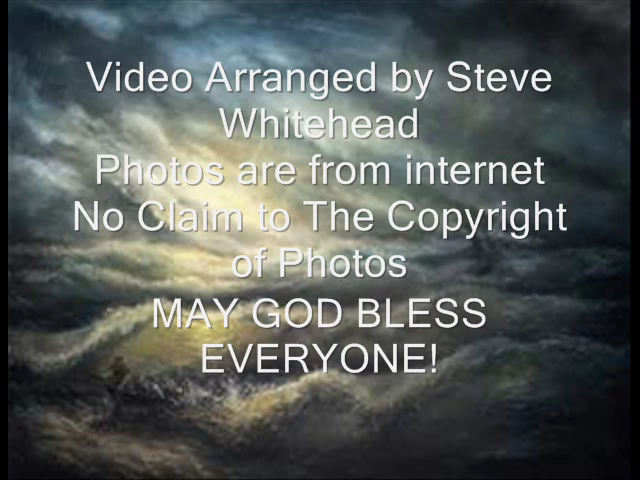 Video Arranged by Steve
Whitehead
Photos are from internet
No Claim to The Copyright
of Photos
MAY GOD BLESS
EVERYONE!